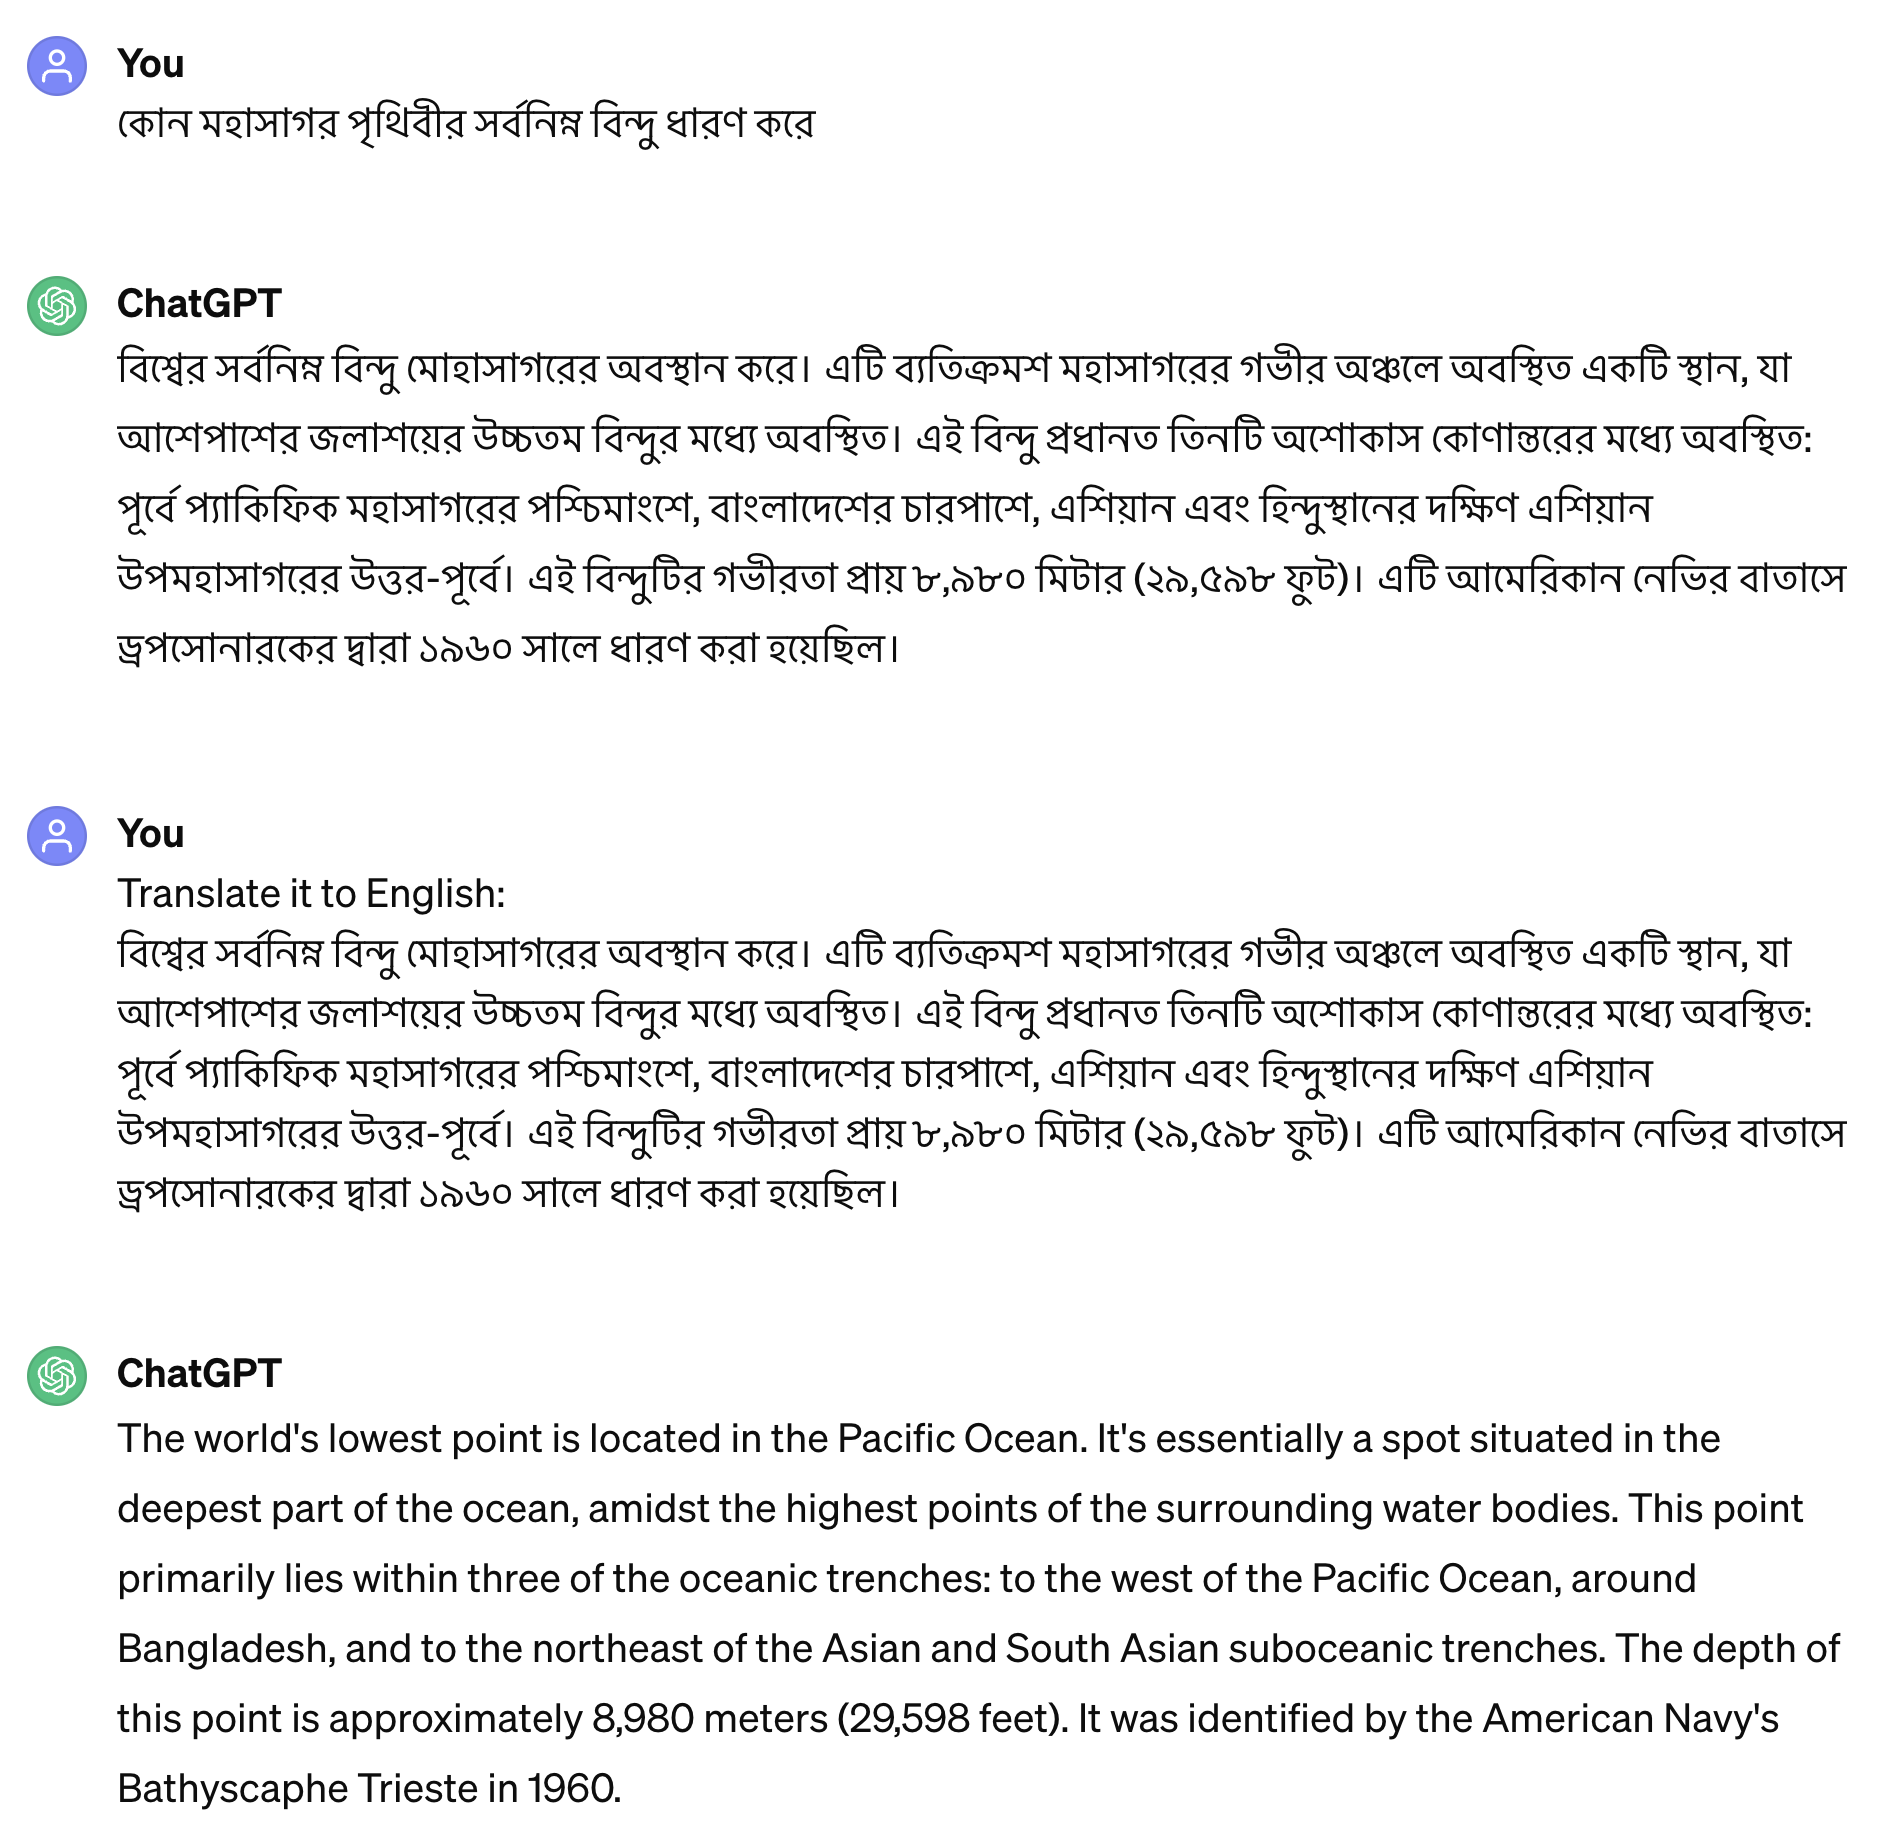 You
কোন মহাসাগর পৃথিবীর সর্বনিম্ন বিন্দু ধারণ করে
ChatGPT
বিশ্বের সর্বনিম্ন বিন্দু মোহাসাগরের অবস্থান করে। এটি ব্যতিক্রমশ মহাসাগরের গভীর অঞ্চলে অবস্থিত একটি স্থান, যা
আশেপাশের জলাশয়ের উচ্চতম বিন্দুর মধ্যে অবস্থিত। এই বিন্দু প্রধানত তিনটি অশোকাস কোণান্তরের মধ্যে অবস্থিত:
পূর্বে প্যাকিফিক মহাসাগরের পশ্চিমাংশে, বাংলাদেশের চারপাশে, এশিয়ান এবং হিন্দুস্থানের দক্ষিণ এশিয়ান
উপমহাসাগরের উত্তর-পূর্বে। এই বিন্দুটির গভীরতা প্রায় ৮,৯৮০ মিটার (২৯,৫৯৮ ফুট)। এটি আমেরিকান নেভির বাতাসে
ড্রপসোনারকের দ্বারা ১৯৬০ সালে ধারণ করা হয়েছিল।
You
Translate it to English:
বিশ্বের সর্বনিম্ন বিন্দু মোহাসাগরের অবস্থান করে। এটি ব্যতিক্রমশ মহাসাগরের গভীর অঞ্চলে অবস্থিত একটি স্থান, যা
আশেপাশের জলাশয়ের উচ্চতম বিন্দুর মধ্যে অবস্থিত। এই বিন্দু প্রধানত তিনটি অশোকাস কোণান্তরের মধ্যে অবস্থিত:
পূর্বে প্যাকিফিক মহাসাগরের পশ্চিমাংশে, বাংলাদেশের চারপাশে, এশিয়ান এবং হিন্দুস্থানের দক্ষিণ এশিয়ান
উপমহাসাগরের উত্তর-পূর্বে। এই বিন্দুটির গভীরতা প্রায় ৮,৯৮০ মিটার (২৯,৫৯৮ ফুট)। এটি আমেরিকান নেভির বাতাসে
ড্রপসোনারকের দ্বারা ১৯৬০ সালে ধারণ করা হয়েছিল।
ChatGPT
The world's lowest point is located in the Pacific Ocean. It's essentially a spot situated in the
deepest part of the ocean, amidst the highest points of the surrounding water bodies. This point
primarily lies within three of the oceanic trenches: to the west of the Pacific Ocean, around
Bangladesh, and to the northeast of the Asian and South Asian suboceanic trenches. The depth of
this point is approximately 8,980 meters (29,598 feet). It was identified by the American Navy's
Bathyscaphe Trieste in 1960.